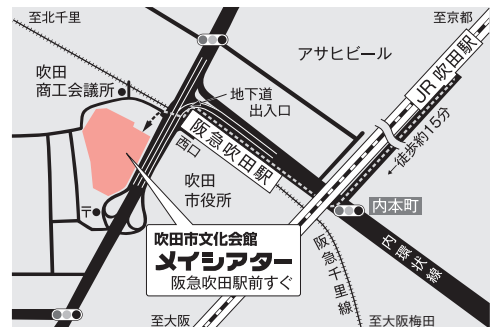 至北千里
至京都
アサヒビール
JR吹田駅
吹田
商工会議所
地下道
出入口
阪急吹田駅
西口
←徒歩約15分
吹田
市役所
〒
内本町
吹田市文化会館
メイシアター
阪急吹田駅前すぐ
内環状線
阪急千里線
至大阪
至大阪梅田